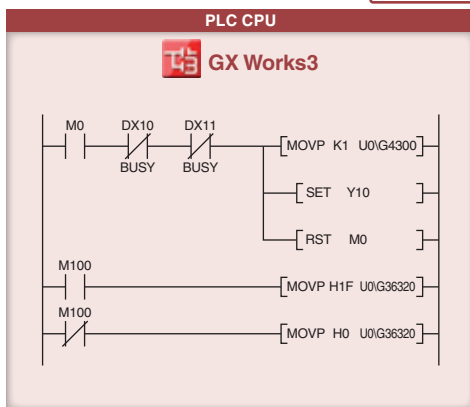 PLC CPU
GX Works3
M0 DX10 DX11
MOVP K1 U0\G4300
BUSY BUSY
SET Y10
RST M0
M100
MOVP H1F U0\G36320
M100
MOVP H0 U0\G36320